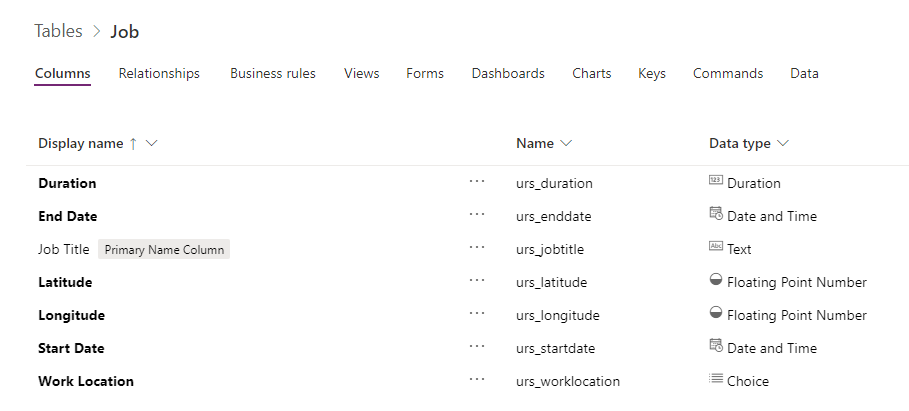 Tables > Job
Columns Relationships Business rules Views Forms Dashboards Charts Keys Commands Data
Display name ↑ Name Data type
Duration ··· urs_duration 123 Duration
End Date ··· urs_enddate Date and Time
Job Title Primary Name Column ··· urs_jobtitle Abc Text
Latitude ··· urs_latitude Floating Point Number
Longitude ··· urs_longitude Floating Point Number
Start Date ··· urs_startdate Date and Time
Work Location ··· urs_worklocation Choice